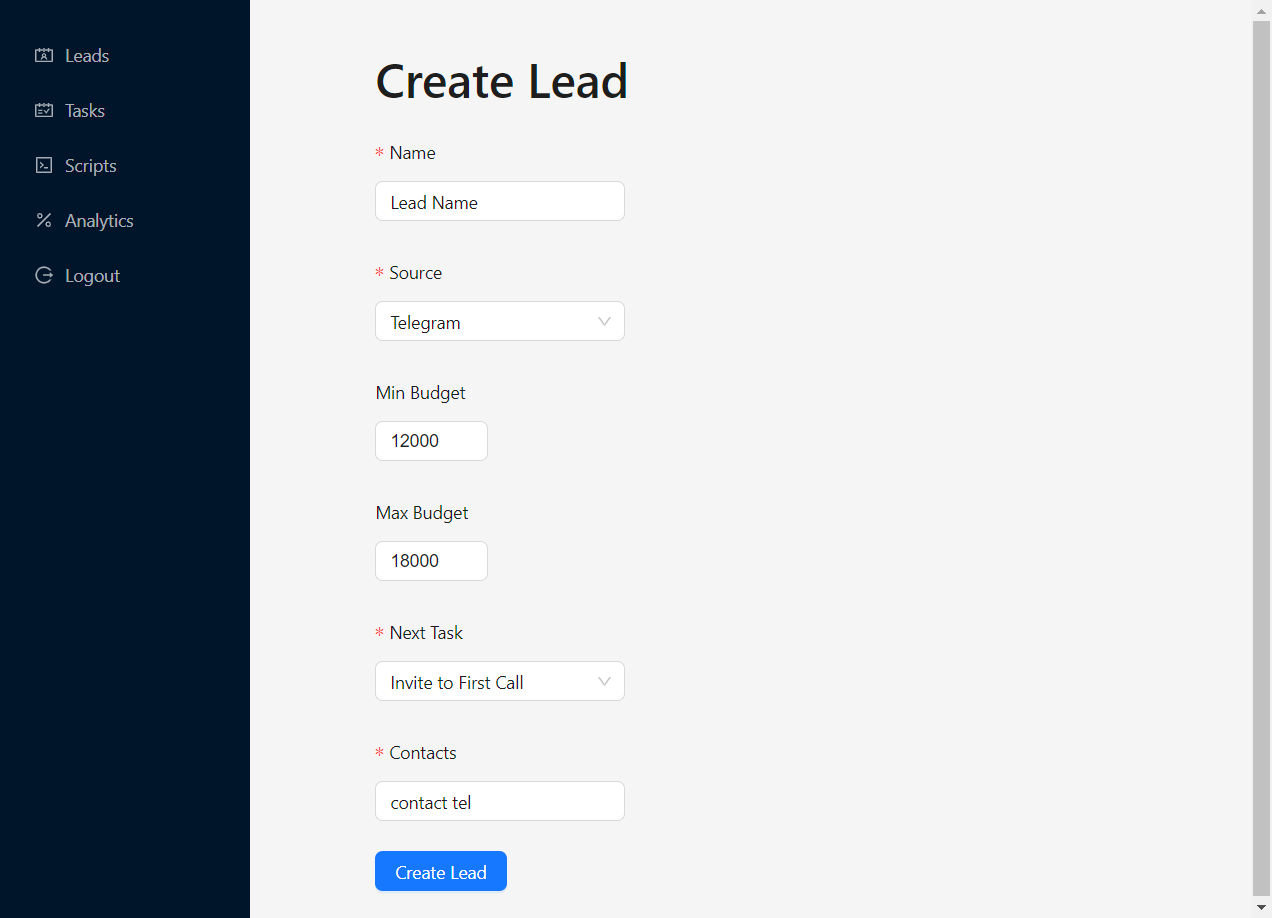 Leads
Tasks
Scripts
Analytics
Logout
Create Lead
* Name
Lead Name
* Source
Telegram
Min Budget
12000
Max Budget
18000
* Next Task
Invite to First Call
* Contacts
contact tel
Create Lead